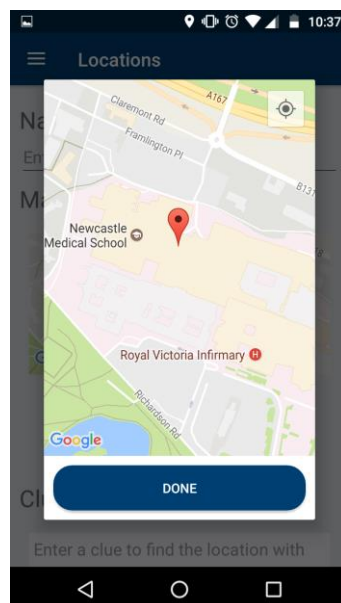 10:37
Locations
Na
En
Claremont Rd
A167
Framlington Pl
B131
Ma
Newcastle
Medical School
18
Royal Victoria Infirmary H
Richardson Rd
Google
G
DONE
Cl
Enter a clue to find the location with